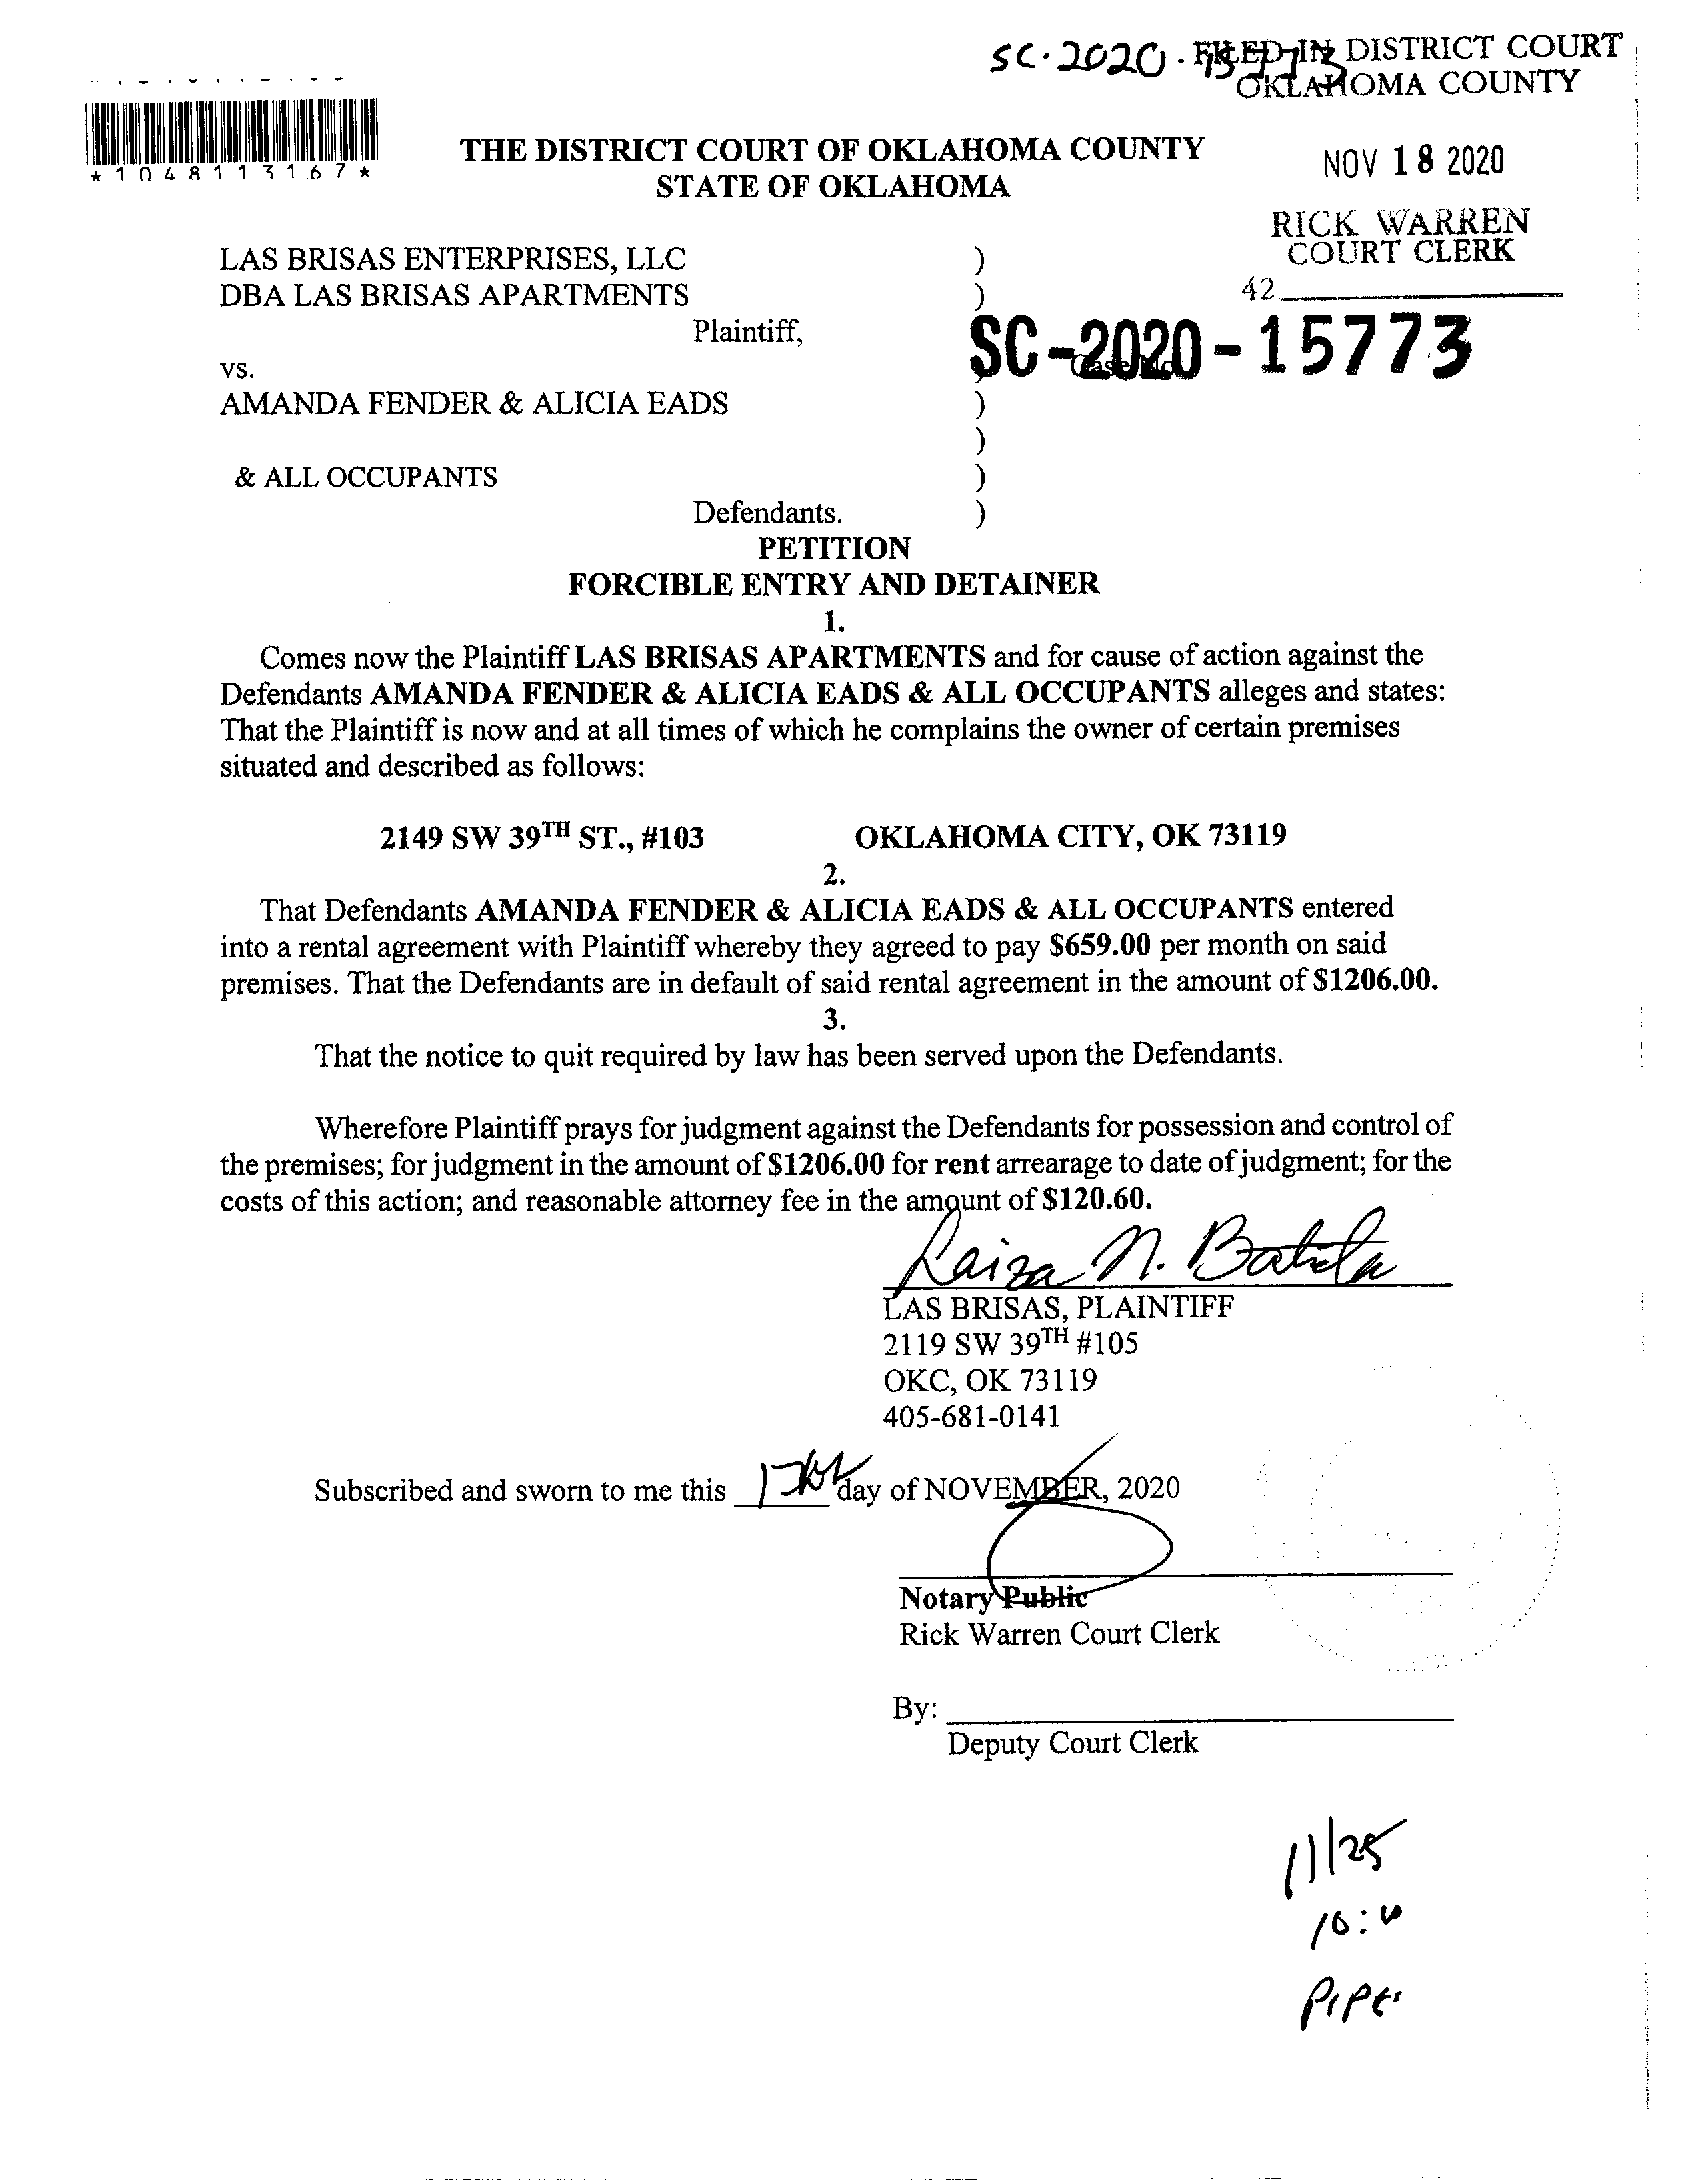 SC-2020-15773
FILED IN DISTRICT COURT
OKLAHOMA COUNTY
*1048113167*
THE DISTRICT COURT OF OKLAHOMA COUNTY
STATE OF OKLAHOMA
NOV 18 2020
RICK WARREN
COURT CLERK
42
LAS BRISAS ENTERPRISES, LLC )
DBA LAS BRISAS APARTMENTS )
Plaintiff,
SC-2020-15773
vs. ) Case No.
AMANDA FENDER & ALICIA EADS )
)
& ALL OCCUPANTS )
Defendants. )
PETITION
FORCIBLE ENTRY AND DETAINER
1.
Comes now the Plaintiff LAS BRISAS APARTMENTS and for cause of action against the
Defendants AMANDA FENDER & ALICIA EADS & ALL OCCUPANTS alleges and states:
That the Plaintiff is now and at all times of which he complains the owner of certain premises
situated and described as follows:
2149 SW 39TH ST., #103 OKLAHOMA CITY, OK 73119
2.
That Defendants AMANDA FENDER & ALICIA EADS & ALL OCCUPANTS entered
into a rental agreement with Plaintiff whereby they agreed to pay $659.00 per month on said
premises. That the Defendants are in default of said rental agreement in the amount of $1206.00.
3.
That the notice to quit required by law has been served upon the Defendants.
Wherefore Plaintiff prays for judgment against the Defendants for possession and control of
the premises; for judgment in the amount of $1206.00 for rent arrearage to date of judgment; for the
costs of this action; and reasonable attorney fee in the amount of $120.60.
Raiza N.
LAS BRISAS, PLAINTIFF
2119 SW 39TH #105
OKC, OK 73119
405-681-0141
Subscribed and sworn to me this 17th day of NOVEMBER, 2020
Notary Public
Rick Warren Court Clerk
By:
Deputy Court Clerk
11/25